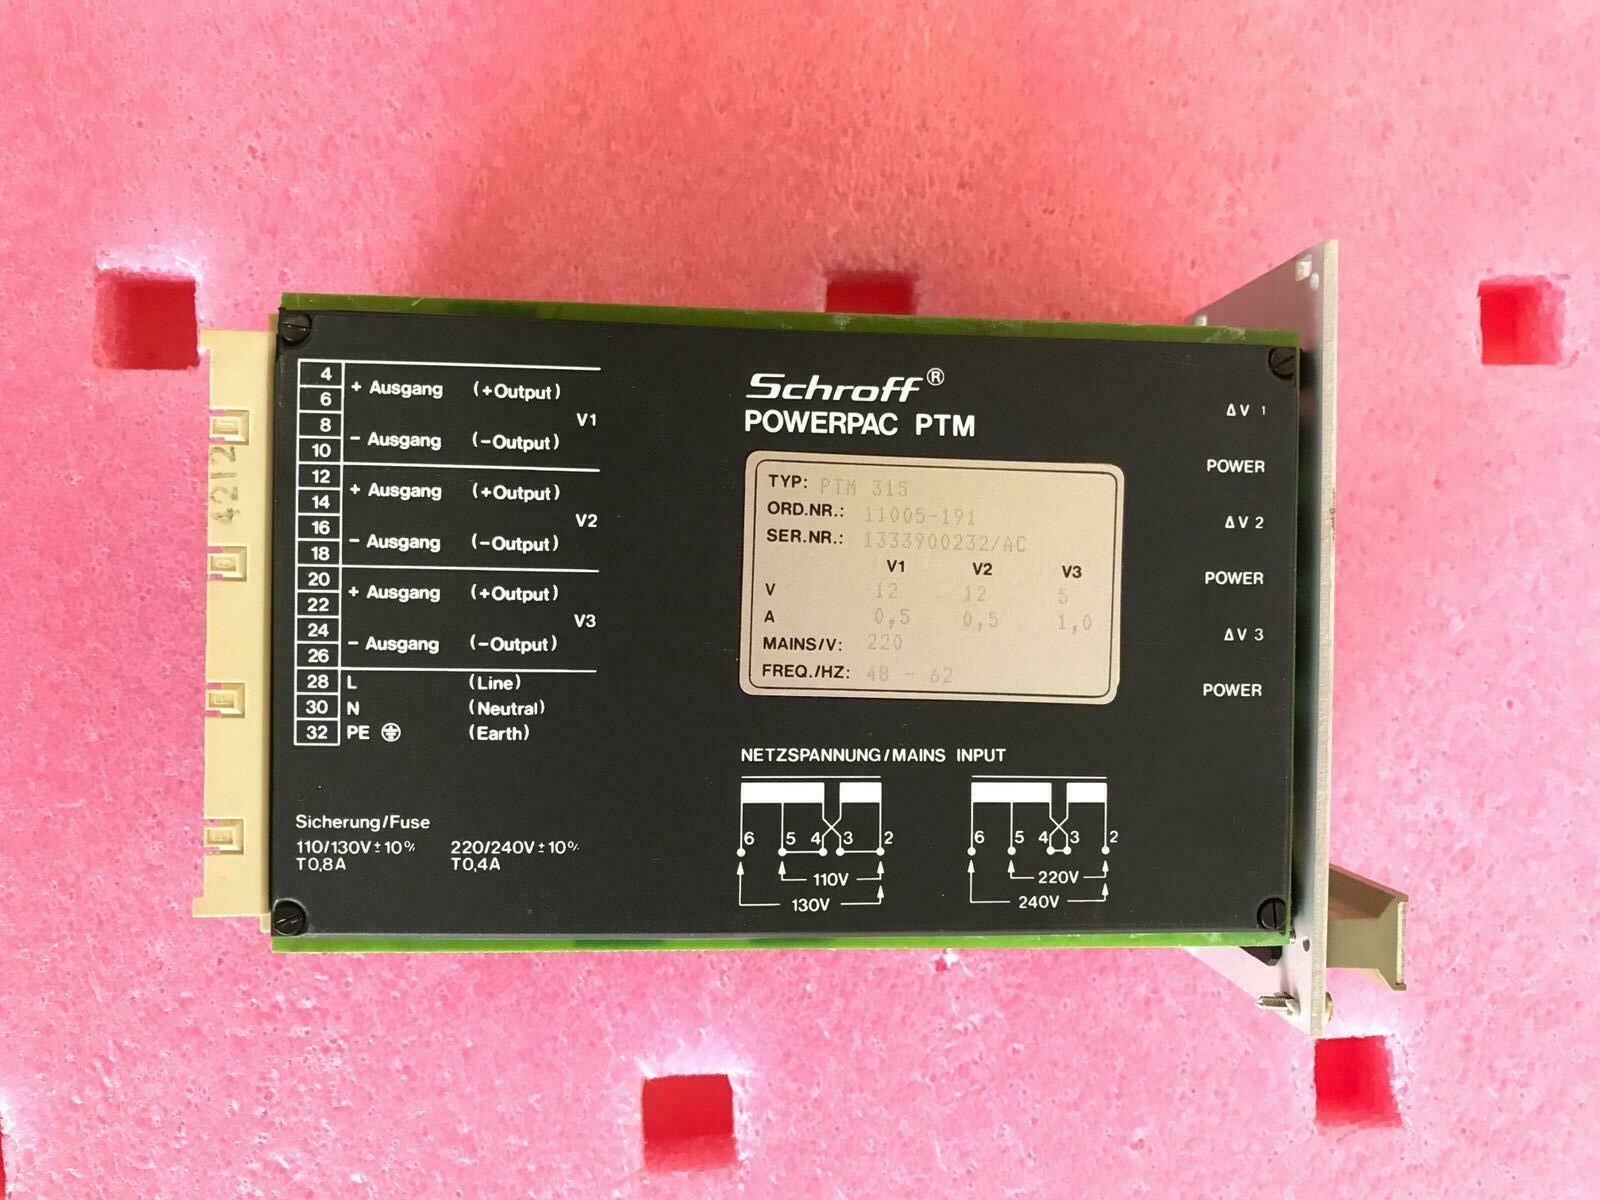 4212
4
6
+ Ausgang (+Output)
8
V1
10
- Ausgang (-Output)
12
14
+ Ausgang (+Output)
16
V2
18
- Ausgang (-Output)
20
22
+ Ausgang (+Output)
24
V3
26
- Ausgang (-Output)
28 L (Line)
30 N (Neutral)
32 PE (Earth)
Sicherung/Fuse
110/130V±10% 220/240V±10%
T0,8A T0,4A
Schroff®
POWERPAC PTM
TYP: PTM 315
ORD.NR.: 11005-191
SER.NR.: 1333900232/AC
V1 V2 V3
V 12 12 5
A 0,5 0,5 1,0
MAINS/V: 220
FREQ./HZ: 48 - 62
NETZSPANNUNG/MAINS INPUT
6 5 4 3 2
110V
130V
6 5 4 3 2
220V
240V
ΔV 1
POWER
ΔV 2
POWER
ΔV 3
POWER